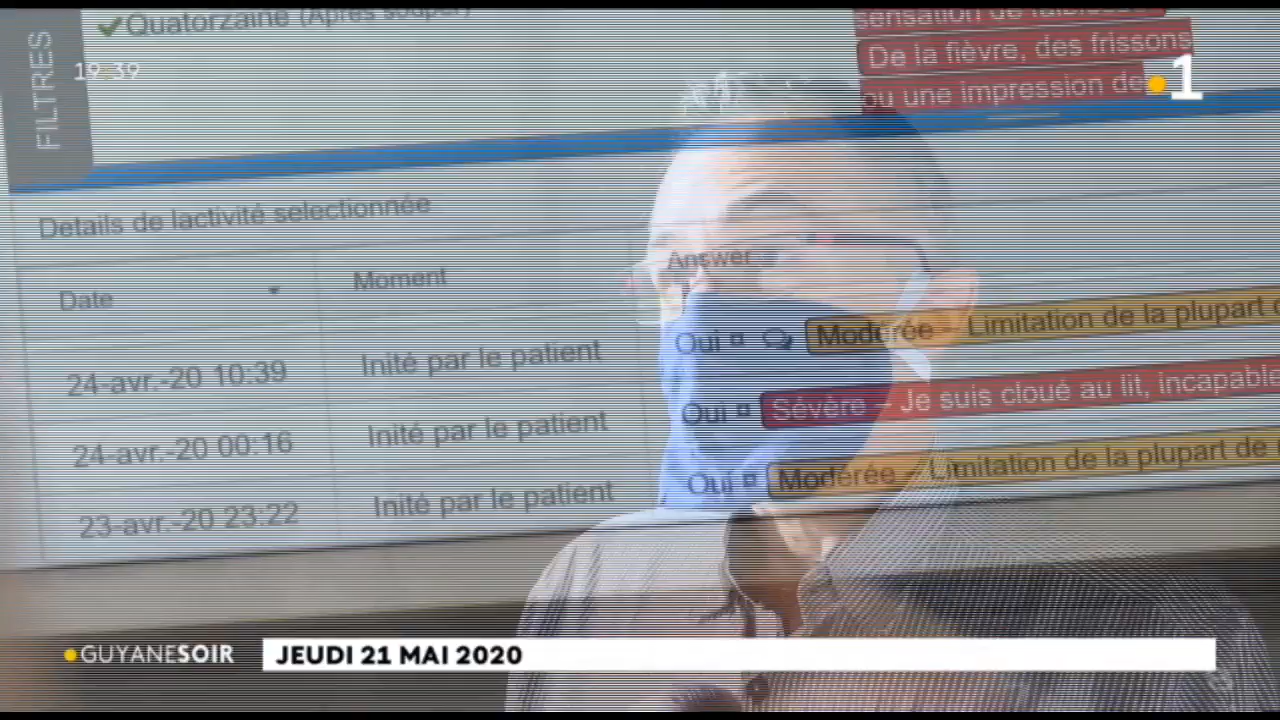 Quatorzaine (Après souper)
sensation de faiblesse
De la fièvre, des frissons
ou une impression de
FILTRES
19:39
1
Details de lactivité selectionnée
Date
Moment
Answer
24-avr.-20 10:39
Inité par le patient
Oui
Modérée – Limitation de la plupart
24-avr.-20 00:16
Inité par le patient
Oui
Sévère – Je suis cloué au lit, incapable
23-avr.-20 23:22
Inité par le patient
Oui
Modérée – Limitation de la plupart de
GUYANESOIR
JEUDI 21 MAI 2020